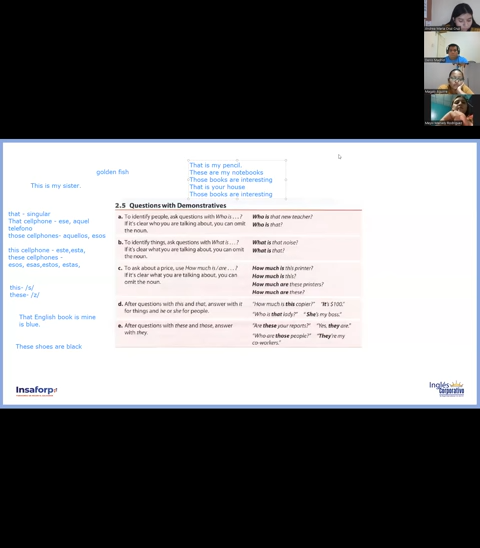 golden fish
This is my sister.
That is my pencil.
These are my notebooks
Those books are interesting
That is your house
Those books are interesting
that - singular
That cellphone - ese, aquel
telefono
those cellphones- aquellos, esos
this cellphone - este,esta,
these cellphones -
esos, esas,estos, estas,
this- /s/
these- /z/
That English book is mine
is blue.
These shoes are black
2.5 Questions with Demonstratives
a. To identify people, ask questions with Who is . . . ?
If it's clear who you are talking about, you can omit
the noun.
Who is that new teacher?
Who is that?
b. To identify things, ask questions with What is . . . ?
If it's clear what you are talking about, you can omit
the noun.
What is that noise?
What is that?
c. To ask about a price, use How much is / are . . . ?
If it's clear what you are talking about, you can
omit the noun.
How much is this printer?
How much is this?
How much are these printers?
How much are these?
d. After questions with this and that, answer with it
for things and he or she for people.
"How much is this copier?" "It's $100."
"Who is that lady?" "She's my boss."
e. After questions with these and those, answer
with they.
"Are these your reports?" "Yes, they are."
"Who are those people?" "They're my
co-workers."
Insaforp
Inglés
Corporativo